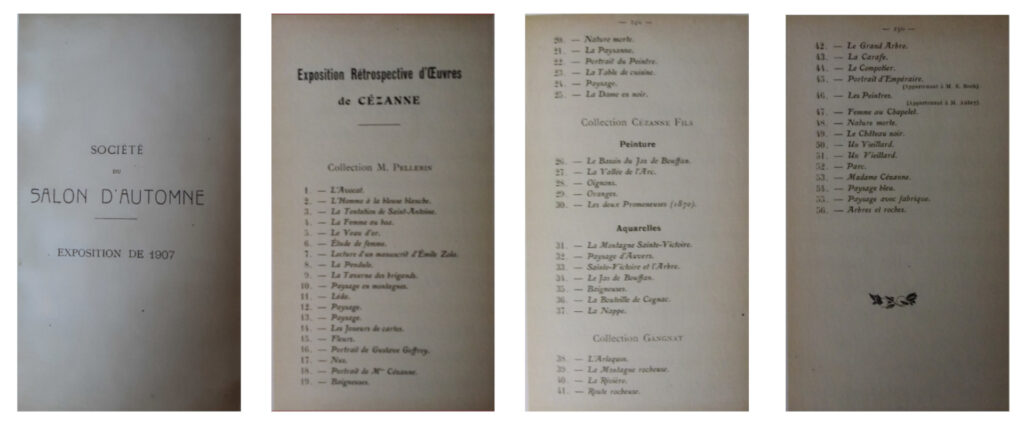 SOCIÉTÉ
DU
SALON D'AUTOMNE
EXPOSITION DE 1907
Exposition Rétrospective d'Œuvres
de CÉZANNE
Collection M. PELLERIN
1. — L'Avocat.
2. — L'Homme à la blouse blanche.
3. — La Tentation de Saint-Antoine.
4. — La Femme au boa.
5. — Le Veau d'or.
6. — Étude de femme.
7. — Lecture d'un manuscrit d'Émile Zola.
8. — La Pendule.
9. — La Taverne des brigands.
10. — Paysage en montagnes.
11. — Léda.
12. — Paysage.
13. — Paysage.
14. — Les Joueurs de cartes.
15. — Fleurs.
16. — Portrait de Gustave Geffroy.
17. — Nus.
18. — Portrait de Mme Cézanne.
19. — Baigneuses.
20. — Nature morte.
21. — La Paysanne.
22. — Portrait du Peintre.
23. — La Table de cuisine.
24. — Paysage.
25. — La Dame en noir.
Collection CÉZANNE FILS
Peinture
26. — Le Bassin du Jas de Bouffan.
27. — La Vallée de l'Arc.
28. — Oignons.
29. — Oranges.
30. — Les deux Promeneuses (1870).
Aquarelles
31. — La Montagne Sainte-Victoire.
32. — Paysage d'Auvers.
33. — Sainte-Victoire et l'Arbre.
34. — Le Jas de Bouffan.
35. — Baigneuses.
36. — La Bouteille de Cognac.
37. — La Nappe.
Collection GANGNAT
38. — L'Arlequin.
39. — La Montagne rocheuse.
40. — La Rivière.
41. — Route rocheuse.
— 250 —
42. — Le Grand Arbre.
43. — La Carafe.
44. — Le Compotier.
45. — Portrait d'Empéraire.
(Appartenant à M. E. Boch)
46. — Les Peintres.
(Appartenant à M. Aubry)
47. — Femme au Chapelet.
48. — Nature morte.
49. — Le Château noir.
50. — Un Vieillard.
51. — Un Vieillard.
52. — Parc.
53. — Madame Cézanne.
54. — Paysage bleu.
55. — Paysage avec fabrique.
56. — Arbres et roches.